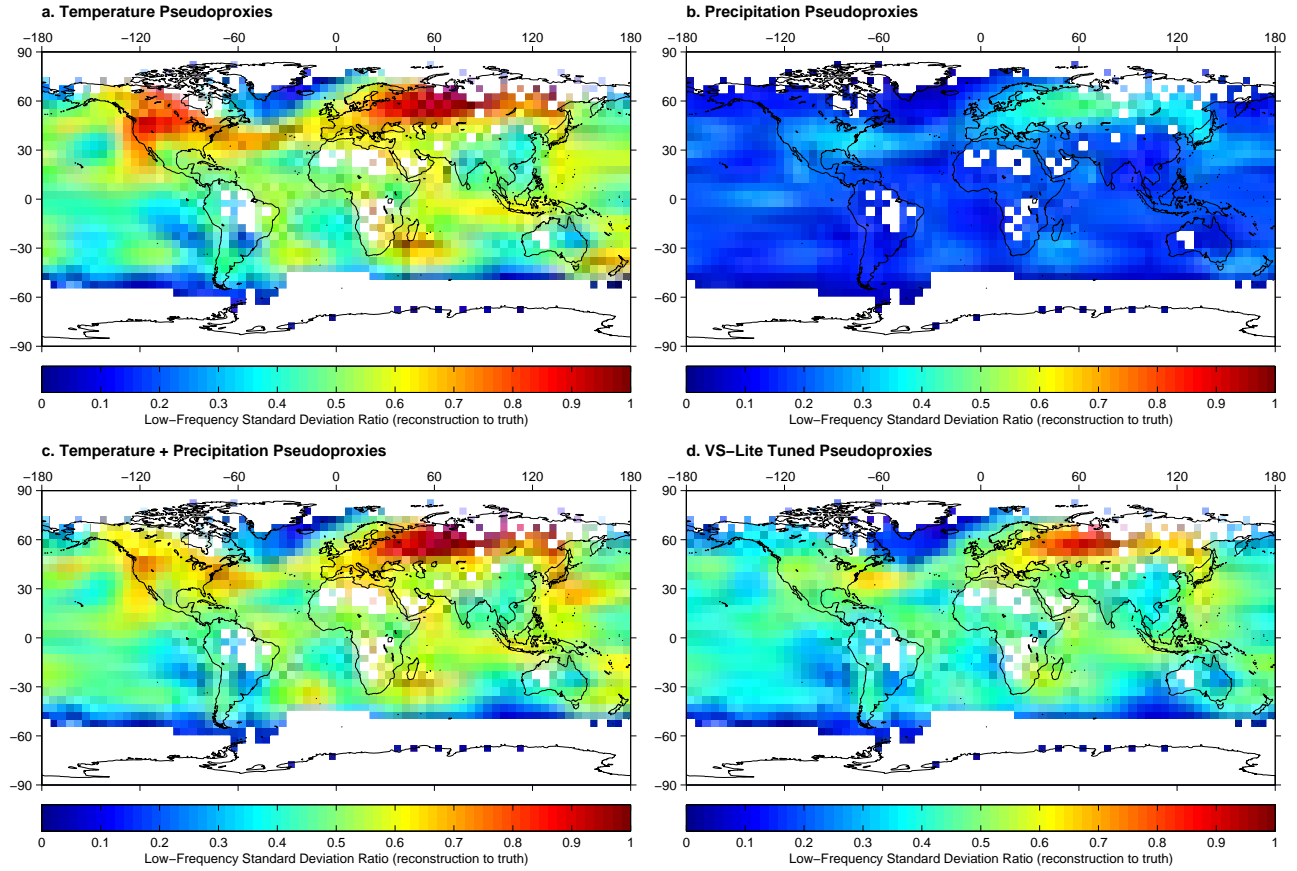 a. Temperature Pseudoproxies
−180 −120 −60 0 60 120 180
90
60
30
0
−30
−60
−90
0 0.1 0.2 0.3 0.4 0.5 0.6 0.7 0.8 0.9 1
Low−Frequency Standard Deviation Ratio (reconstruction to truth)
b. Precipitation Pseudoproxies
−180 −120 −60 0 60 120 180
90
60
30
0
−30
−60
−90
0 0.1 0.2 0.3 0.4 0.5 0.6 0.7 0.8 0.9 1
Low−Frequency Standard Deviation Ratio (reconstruction to truth)
c. Temperature + Precipitation Pseudoproxies
−180 −120 −60 0 60 120 180
90
60
30
0
−30
−60
−90
0 0.1 0.2 0.3 0.4 0.5 0.6 0.7 0.8 0.9 1
Low−Frequency Standard Deviation Ratio (reconstruction to truth)
d. VS−Lite Tuned Pseudoproxies
−180 −120 −60 0 60 120 180
90
60
30
0
−30
−60
−90
0 0.1 0.2 0.3 0.4 0.5 0.6 0.7 0.8 0.9 1
Low−Frequency Standard Deviation Ratio (reconstruction to truth)